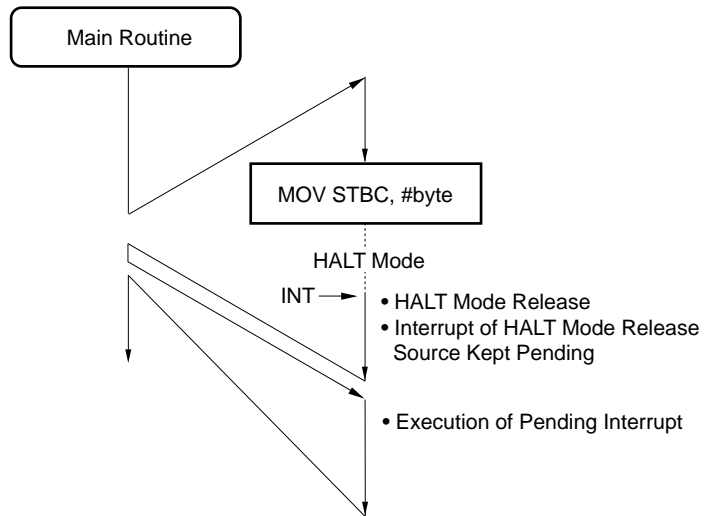 Main Routine
MOV STBC, #byte
HALT Mode
INT
• HALT Mode Release
• Interrupt of HALT Mode Release
Source Kept Pending
• Execution of Pending Interrupt